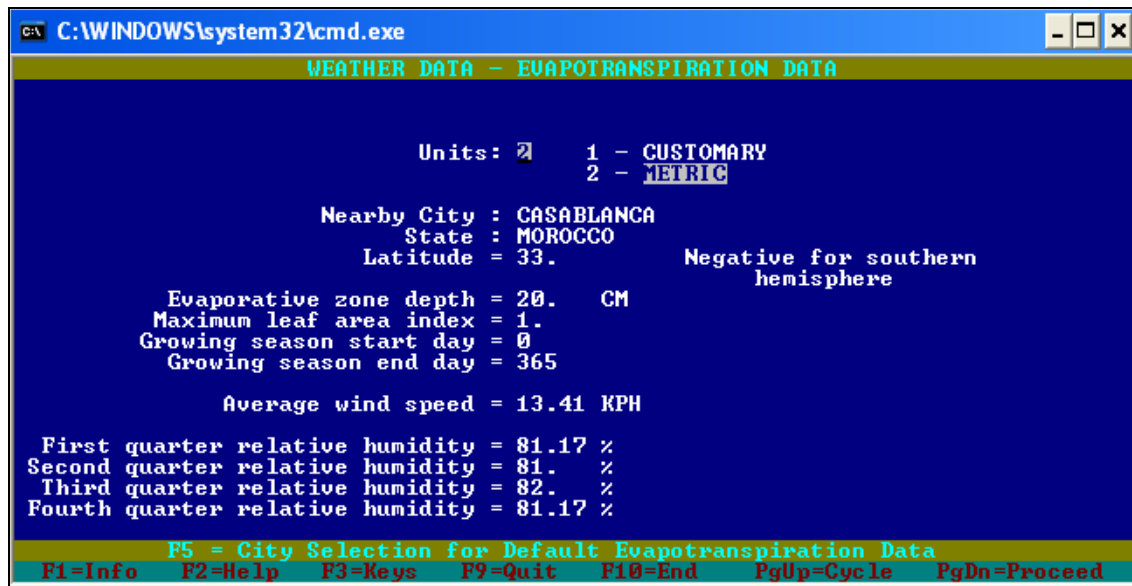 C:\WINDOWS\system32\cmd.exe
WEATHER DATA - EVAPOTRANSPIRATION DATA
Units: 2 1 - CUSTOMARY
2 - METRIC
Nearby City : CASABLANCA
State : MOROCCO
Latitude = 33. Negative for southern
hemisphere
Evaporative zone depth = 20. CM
Maximum leaf area index = 1.
Growing season start day = 0
Growing season end day = 365
Average wind speed = 13.41 KPH
First quarter relative humidity = 81.17 %
Second quarter relative humidity = 81. %
Third quarter relative humidity = 82. %
Fourth quarter relative humidity = 81.17 %
F5 = City Selection for Default Evapotranspiration Data
F1=Info F2=Help F3=Keys F9=Quit F10=End PgUp=Cycle PgDn=Proceed